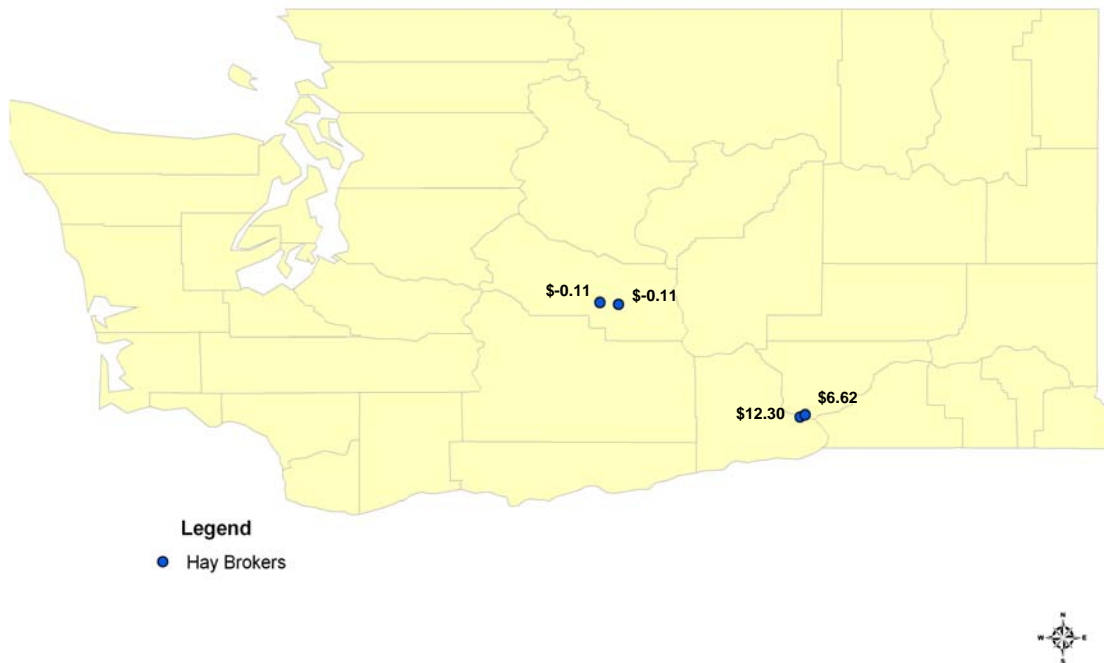 $-0.11
$-0.11
$6.62
$12.30
Legend
Hay Brokers
N
W E
S